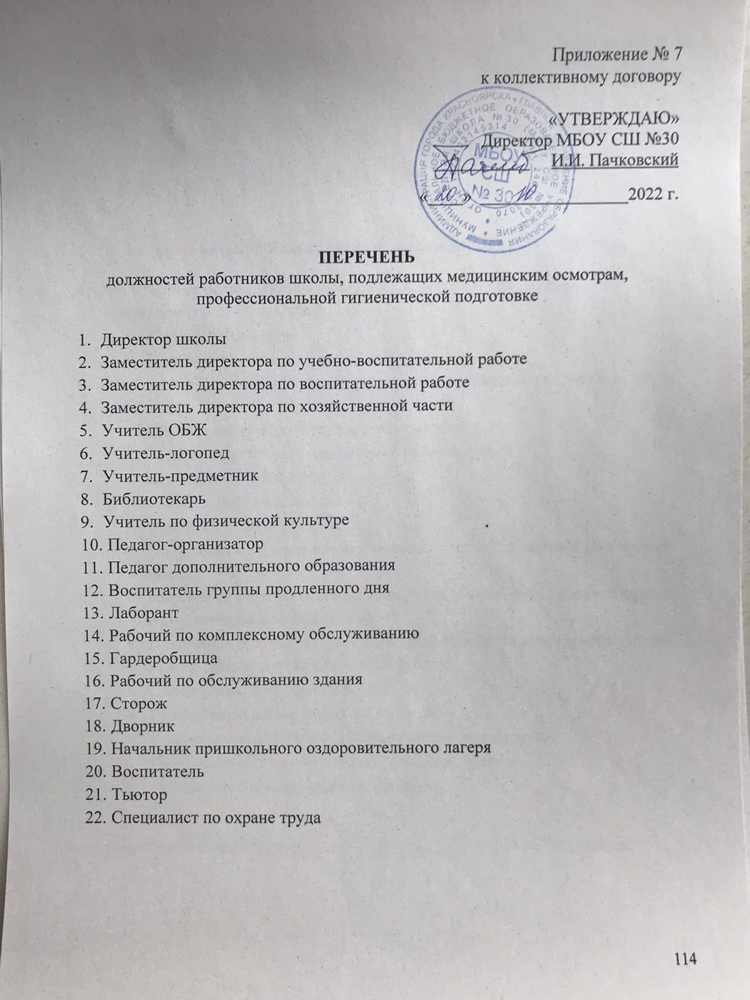 Приложение № 7
к коллективному договору
«УТВЕРЖДАЮ»
Директор МБОУ СШ №30
И.И. Пачковский
«20» 10 2022 г.
МБОУ
СШ
№ 30
ПЕРЕЧЕНЬ
должностей работников школы, подлежащих медицинским осмотрам,
профессиональной гигиенической подготовке
1. Директор школы
2. Заместитель директора по учебно-воспитательной работе
3. Заместитель директора по воспитательной работе
4. Заместитель директора по хозяйственной части
5. Учитель ОБЖ
6. Учитель-логопед
7. Учитель-предметник
8. Библиотекарь
9. Учитель по физической культуре
10. Педагог-организатор
11. Педагог дополнительного образования
12. Воспитатель группы продленного дня
13. Лаборант
14. Рабочий по комплексному обслуживанию
15. Гардеробщица
16. Рабочий по обслуживанию здания
17. Сторож
18. Дворник
19. Начальник пришкольного оздоровительного лагеря
20. Воспитатель
21. Тьютор
22. Специалист по охране труда
114